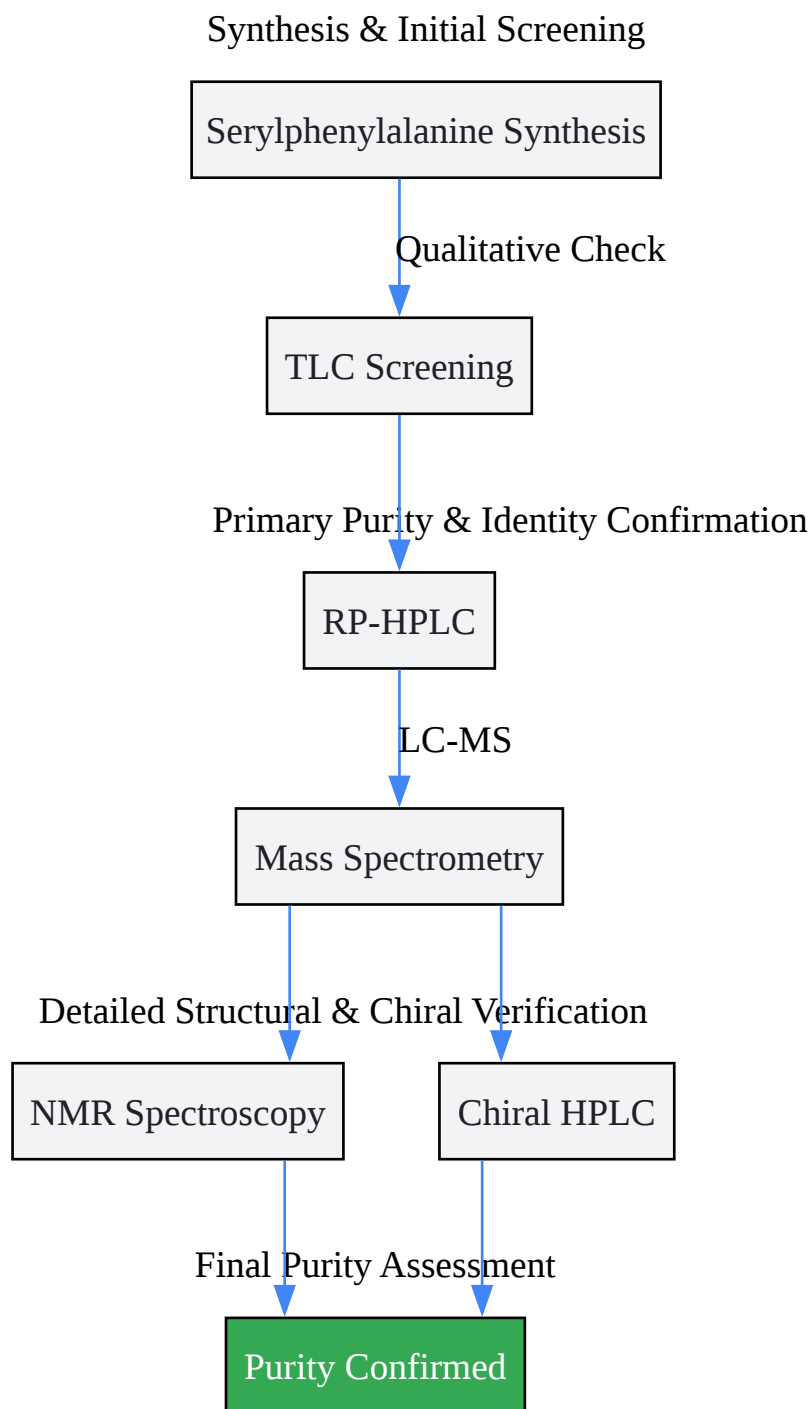 Synthesis & Initial Screening
Serylphenylalanine Synthesis
Qualitative Check
TLC Screening
Primary Purity & Identity Confirmation
RP-HPLC
LC-MS
Mass Spectrometry
Detailed Structural & Chiral Verification
NMR Spectroscopy
Chiral HPLC
Final Purity Assessment
Purity Confirmed